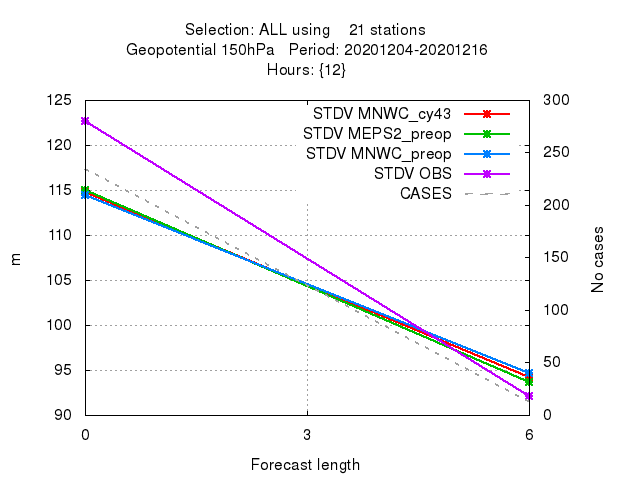 Selection: ALL using 21 stations
Geopotential 150hPa Period: 20201204-20201216
Hours: {12}
125 300
STDV MNWC_cy43
STDV MEPS2_preop
STDV MNWC_preop
STDV OBS
CASES
120
115
110
105
100
95
90
250
200
150
100
50
0
m
No cases
0 3 6
Forecast length